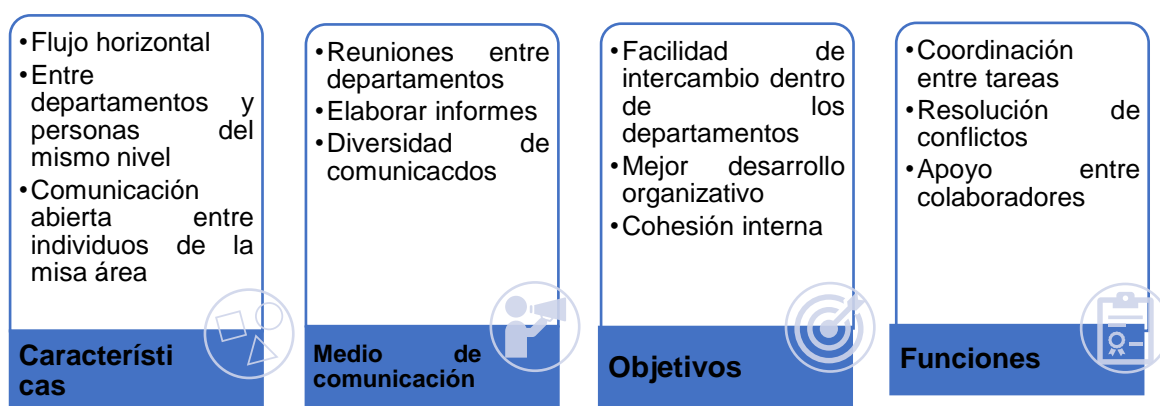 •Flujo horizontal
•Entre
departamentos y
personas del
mismo nivel
•Comunicación
abierta entre
individuos de la
misa área
Característi
cas
•Reuniones entre
departamentos
•Elaborar informes
•Diversidad de
comunicacdos
Medio de
comunicación
•Facilidad de
intercambio dentro
de los
departamentos
•Mejor desarrollo
organizativo
•Cohesión interna
Objetivos
•Coordinación
entre tareas
•Resolución de
conflictos
•Apoyo entre
colaboradores
Funciones